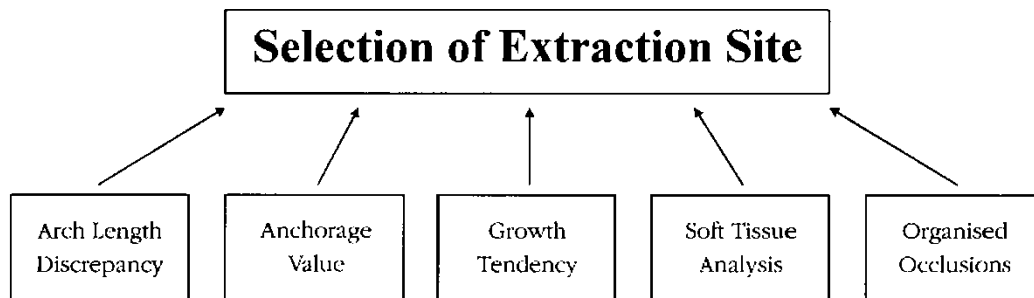 Selection of Extraction Site
Arch Length
Discrepancy
Anchorage
Value
Growth
Tendency
Soft Tissue
Analysis
Organised
Occlusions